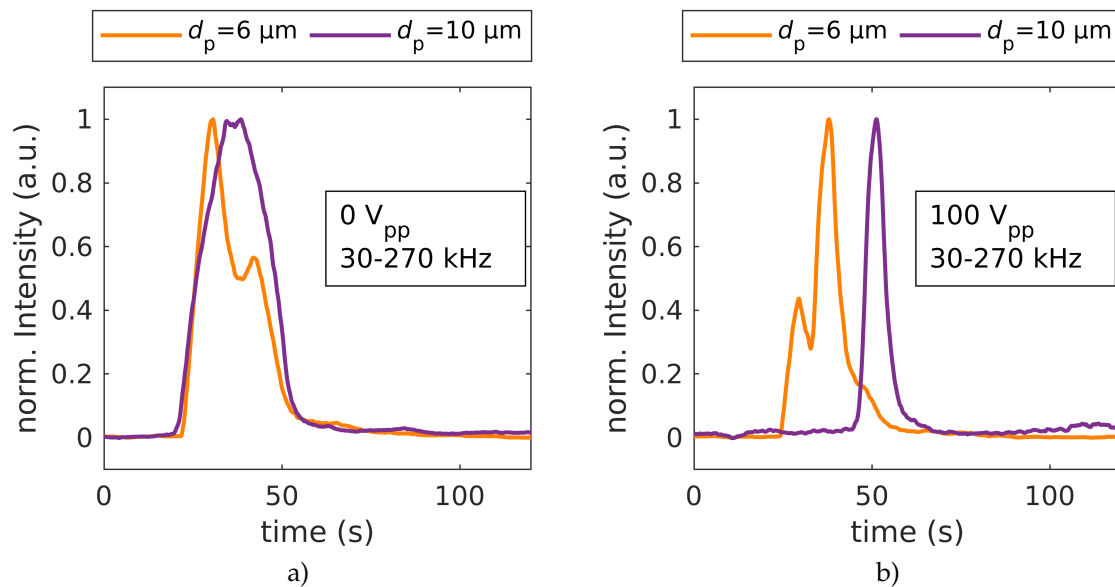 dp=6 μm dp=10 μm
norm. Intensity (a.u.)
1
0.8
0.6
0.4
0.2
0
0 Vpp
30-270 kHz
0 50 100
time (s)
a)
dp=6 μm dp=10 μm
norm. Intensity (a.u.)
1
0.8
0.6
0.4
0.2
0
100 Vpp
30-270 kHz
0 50 100
time (s)
b)